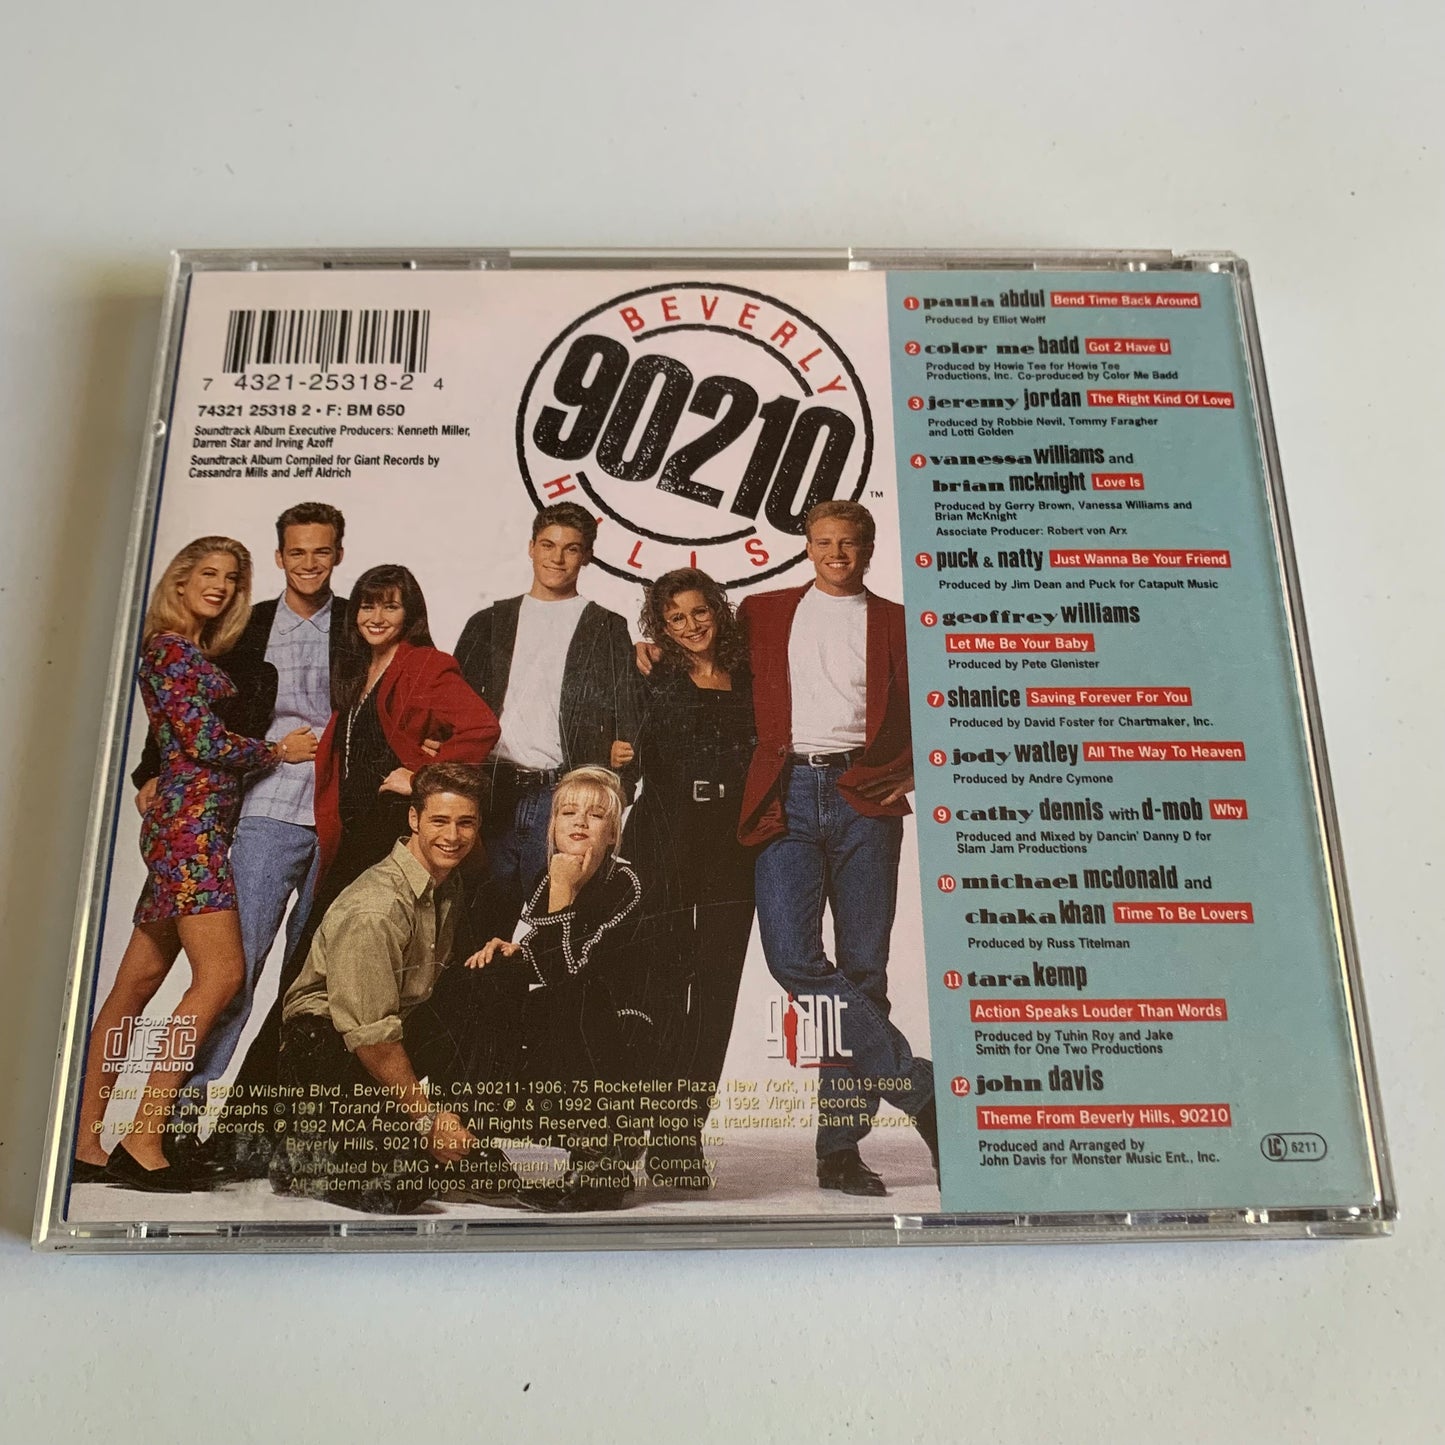 7 4321-25318-2 4
74321 25318 2 • F: BM 650
Soundtrack Album Executive Producers: Kenneth Miller,
Darren Star and Irving Azoff
Soundtrack Album Compiled for Giant Records by
Cassandra Mills and Jeff Aldrich
BEVERLY
90210
HILLS
TM
1 paula abdul Bend Time Back Around
Produced by Elliot Wolff
2 color me badd Got 2 Have U
Produced by Howie Tee for Howie Tee
Productions, Inc. Co-produced by Color Me Badd
3 jeremy jordan The Right Kind Of Love
Produced by Robbie Nevil, Tommy Faragher
and Lotti Golden
4 vanessa williams and
brian mcknight Love Is
Produced by Gerry Brown, Vanessa Williams and
Brian McKnight
Associate Producer: Robert von Arx
5 puck & natty Just Wanna Be Your Friend
Produced by Jim Dean and Puck for Catapult Music
6 geoffrey williams
Let Me Be Your Baby
Produced by Pete Glenister
7 shanice Saving Forever For You
Produced by David Foster for Chartmaker, Inc.
8 jody watley All The Way To Heaven
Produced by Andre Cymone
9 cathy dennis with d-mob Why
Produced and Mixed by Dancin' Danny D for
Slam Jam Productions
10 michael mcdonald and
chaka khan Time To Be Lovers
Produced by Russ Titelman
11 tara kemp
Action Speaks Louder Than Words
Produced by Tuhin Roy and Jake
Smith for One Two Productions
12 john davis
Theme From Beverly Hills, 90210
Produced and Arranged by
John Davis for Monster Music Ent., Inc.
LC 6211
COMPACT
disc
DIGITAL AUDIO
giant
Giant Records, 8900 Wilshire Blvd., Beverly Hills, CA 90211-1906; 75 Rockefeller Plaza, New York, NY 10019-6908.
Cast photographs © 1991 Torand Productions Inc. ℗ & © 1992 Giant Records. ℗ 1992 Virgin Records
℗ 1992 London Records. ℗ 1992 MCA Records Inc. All Rights Reserved. Giant logo is a trademark of Giant Records.
Beverly Hills, 90210 is a trademark of Torand Productions Inc.
Distributed by BMG • A Bertelsmann Music Group Company
All trademarks and logos are protected • Printed in Germany